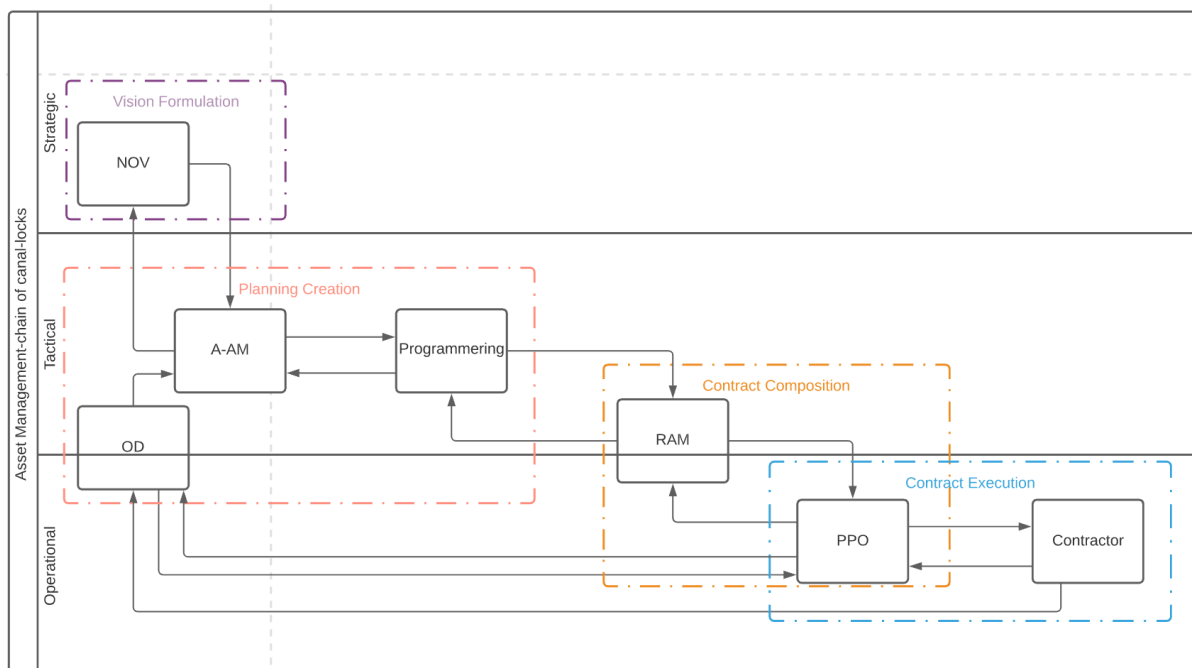 Asset Management-chain of canal-locks
Strategic
Vision Formulation
NOV
Tactical
Planning Creation
A-AM
Programmering
OD
Contract Composition
RAM
Operational
Contract Execution
PPO
Contractor